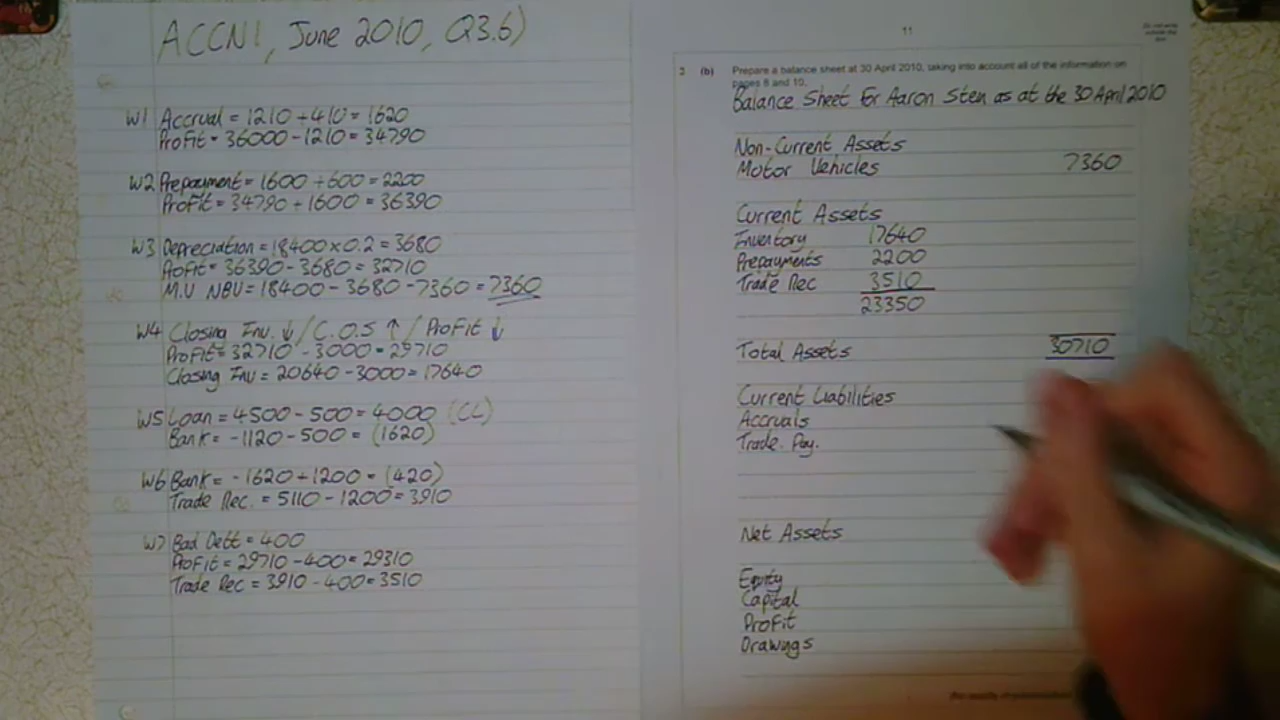 ACCN1, June 2010, Q3.b)
W1 Accrual = 1210 + 410 = 1620
Profit = 36000 - 1210 = 34790
W2 Prepayment = 1600 + 600 = 2200
Profit = 34790 + 1600 = 36390
W3 Depreciation = 18400 x 0.2 = 3680
Profit = 36390 - 3680 = 32710
M.V NBV = 18400 - 3680 - 7360 = 7360
W4 Closing Inv. ↓ / C.O.S ↑ / Profit ↓
Profit = 32710 - 3000 = 29710
Closing Inv = 20640 - 3000 = 17640
W5 Loan = 4500 - 500 = 4000 (CL)
Bank = -1120 - 500 = (1620)
W6 Bank = -1620 + 1200 = (420)
Trade Rec. = 5110 - 1200 = 3910
W7 Bad Debt = 400
Profit = 29710 - 400 = 29310
Trade Rec = 3910 - 400 = 3510
11
3 (b) Prepare a balance sheet at 30 April 2010, taking into account all of the information on
pages 8 and 10.
Balance Sheet for Aaron Sten as at the 30 April 2010
Non-Current Assets
Motor Vehicles 7360
Current Assets
Inventory 17640
Prepayments 2200
Trade Rec 3510
23350
Total Assets 30710
Current Liabilities
Accruals
Trade. Pay.
Net Assets
Equity
Capital
Profit
Drawings